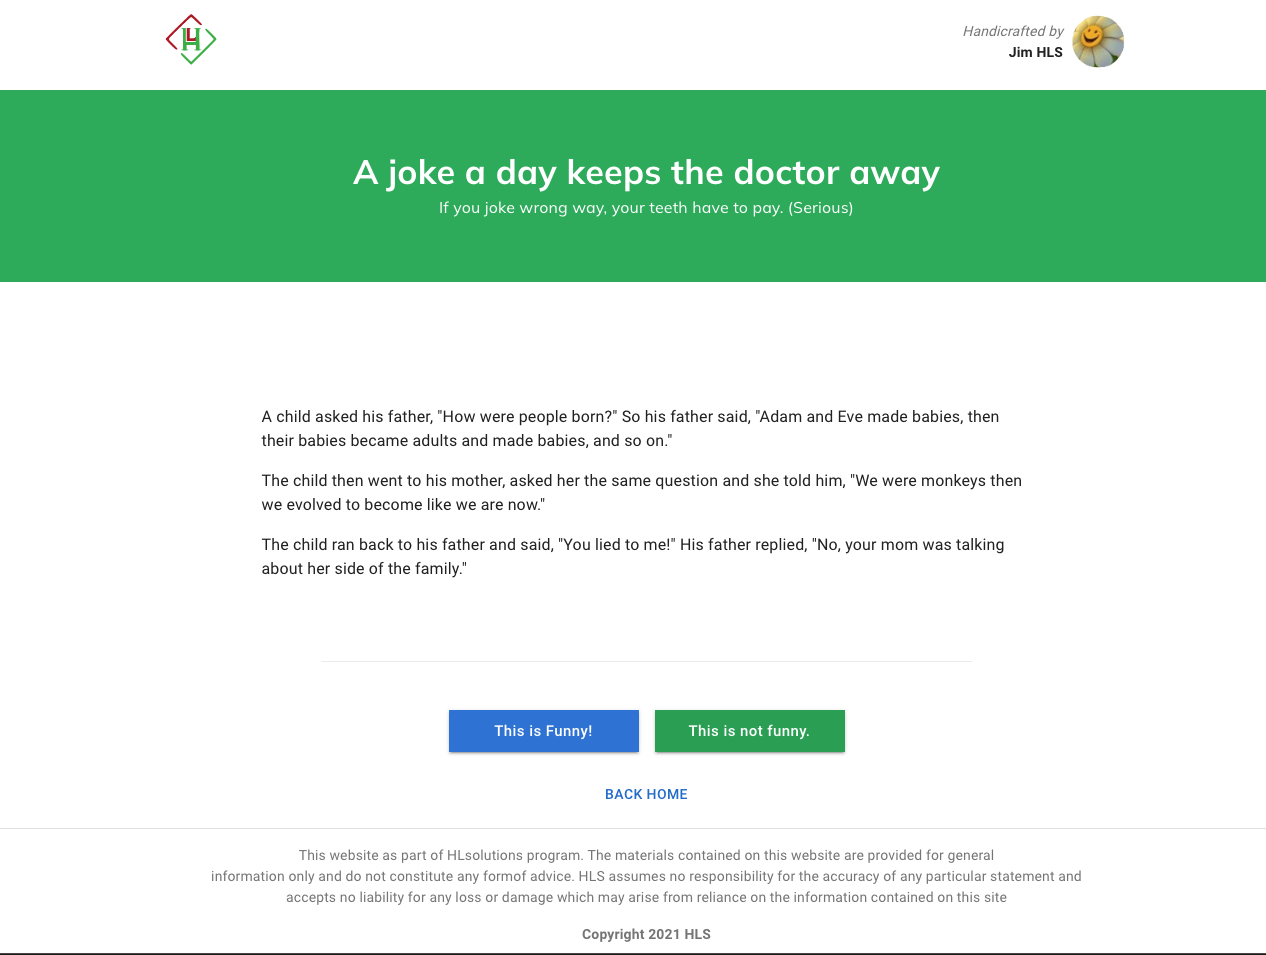 Handicrafted by
Jim HLS
A joke a day keeps the doctor away
If you joke wrong way, your teeth have to pay. (Serious)
A child asked his father, "How were people born?" So his father said, "Adam and Eve made babies, then
their babies became adults and made babies, and so on."
The child then went to his mother, asked her the same question and she told him, "We were monkeys then
we evolved to become like we are now."
The child ran back to his father and said, "You lied to me!" His father replied, "No, your mom was talking
about her side of the family."
This is Funny!
This is not funny.
BACK HOME
This website as part of HLsolutions program. The materials contained on this website are provided for general
information only and do not constitute any formof advice. HLS assumes no responsibility for the accuracy of any particular statement and
accepts no liability for any loss or damage which may arise from reliance on the information contained on this site
Copyright 2021 HLS